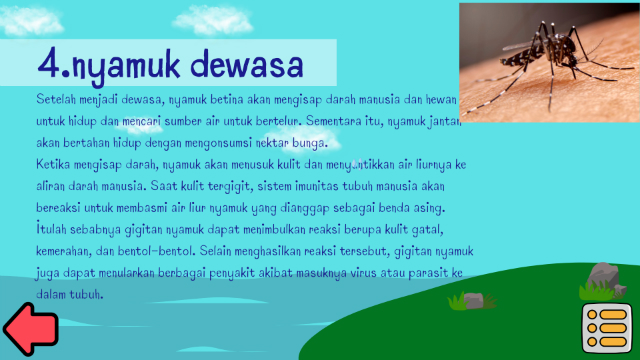 4.nyamuk dewasa
Setelah menjadi dewasa, nyamuk betina akan mengisap darah manusia dan hewan
untuk hidup dan mencari sumber air untuk bertelur. Sementara itu, nyamuk jantan
akan bertahan hidup dengan mengonsumsi nektar bunga.
Ketika mengisap darah, nyamuk akan menusuk kulit dan menyuntikkan air liurnya ke
aliran darah manusia. Saat kulit tergigit, sistem imunitas tubuh manusia akan
bereaksi untuk membasmi air liur nyamuk yang dianggap sebagai benda asing.
Itulah sebabnya gigitan nyamuk dapat menimbulkan reaksi berupa kulit gatal,
kemerahan, dan bentol-bentol. Selain menghasilkan reaksi tersebut, gigitan nyamuk
juga dapat menularkan berbagai penyakit akibat masuknya virus atau parasit ke
dalam tubuh.